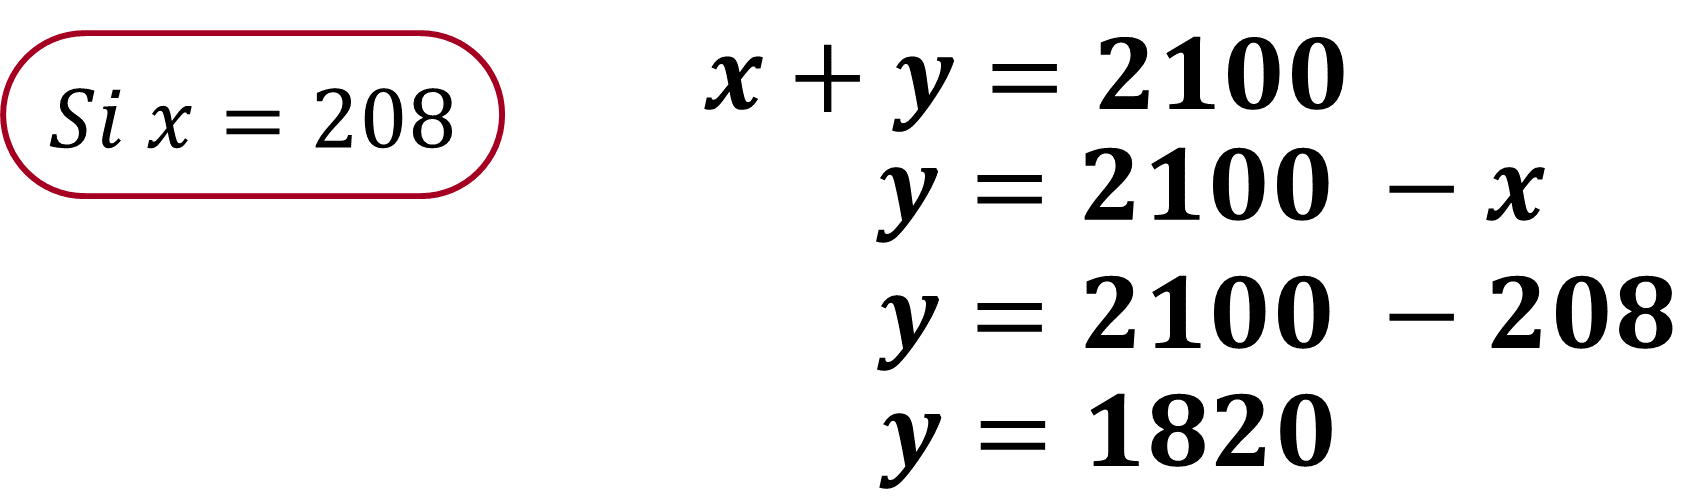 Si x = 208
x + y = 2100
y = 2100 − x
y = 2100 − 208
y = 1820